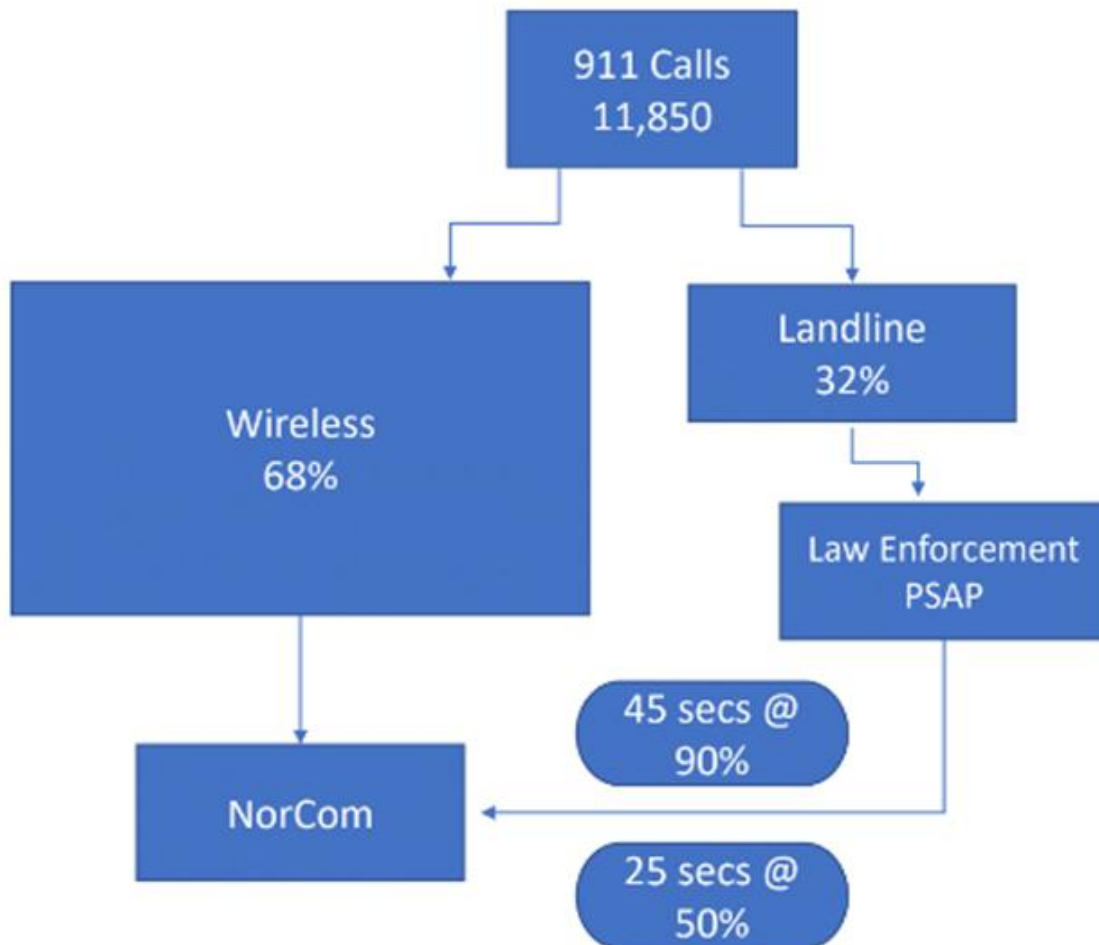 911 Calls
11,850
Wireless
68%
Landline
32%
Law Enforcement
PSAP
45 secs @
90%
NorCom
25 secs @
50%